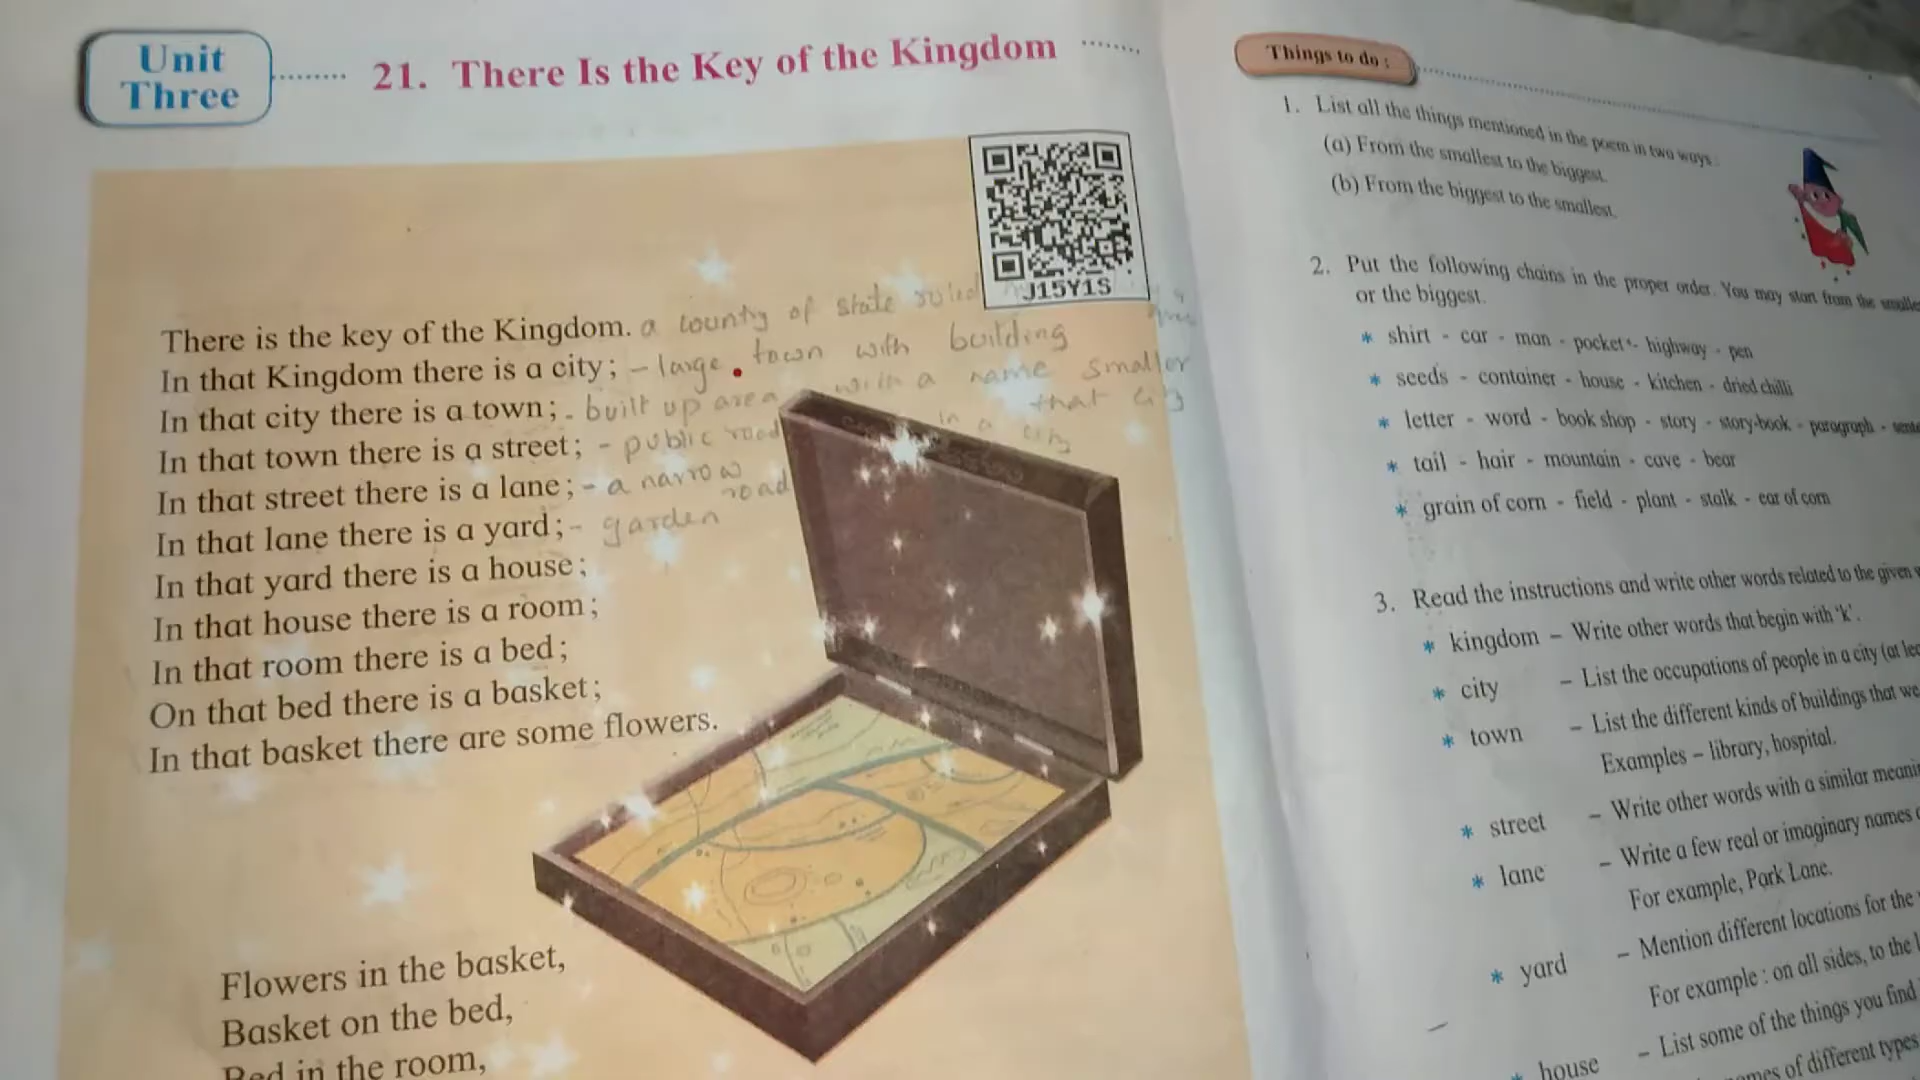 Unit
Three
21. There Is the Key of the Kingdom
J15Y1S
There is the key of the Kingdom. a county of state ruled
In that Kingdom there is a city; - large town with building
In that city there is a town; - built up area with a name smaller
that city
In that town there is a street; - public road in a city
In that street there is a lane; - a narrow
road
In that lane there is a yard; - garden
In that yard there is a house;
In that house there is a room;
In that room there is a bed;
On that bed there is a basket;
In that basket there are some flowers.
Flowers in the basket,
Basket on the bed,
Bed in the room,
Things to do :
1. List all the things mentioned in the poem in two ways :
(a) From the smallest to the biggest.
(b) From the biggest to the smallest.
2. Put the following chains in the proper order. You may start from the
or the biggest.
* shirt - car - man - pocket - highway - pen
* seeds - container - house - kitchen - dried chilli
* letter - word - book shop - story - story-book - paragraph -
* tail - hair - mountain - cave - bear
* grain of corn - field - plant - stalk - ear of corn
3. Read the instructions and write other words related to the given
* kingdom – Write other words that begin with 'k'.
* city – List the occupations of people in a city (at
* town – List the different kinds of buildings that we
Examples – library, hospital.
* street – Write other words with a similar
* lane – Write a few real or imaginary names
For example, Park Lane.
* yard – Mention different locations for the
For example : on all sides, to the
* house – List some of the things you find
names of different types